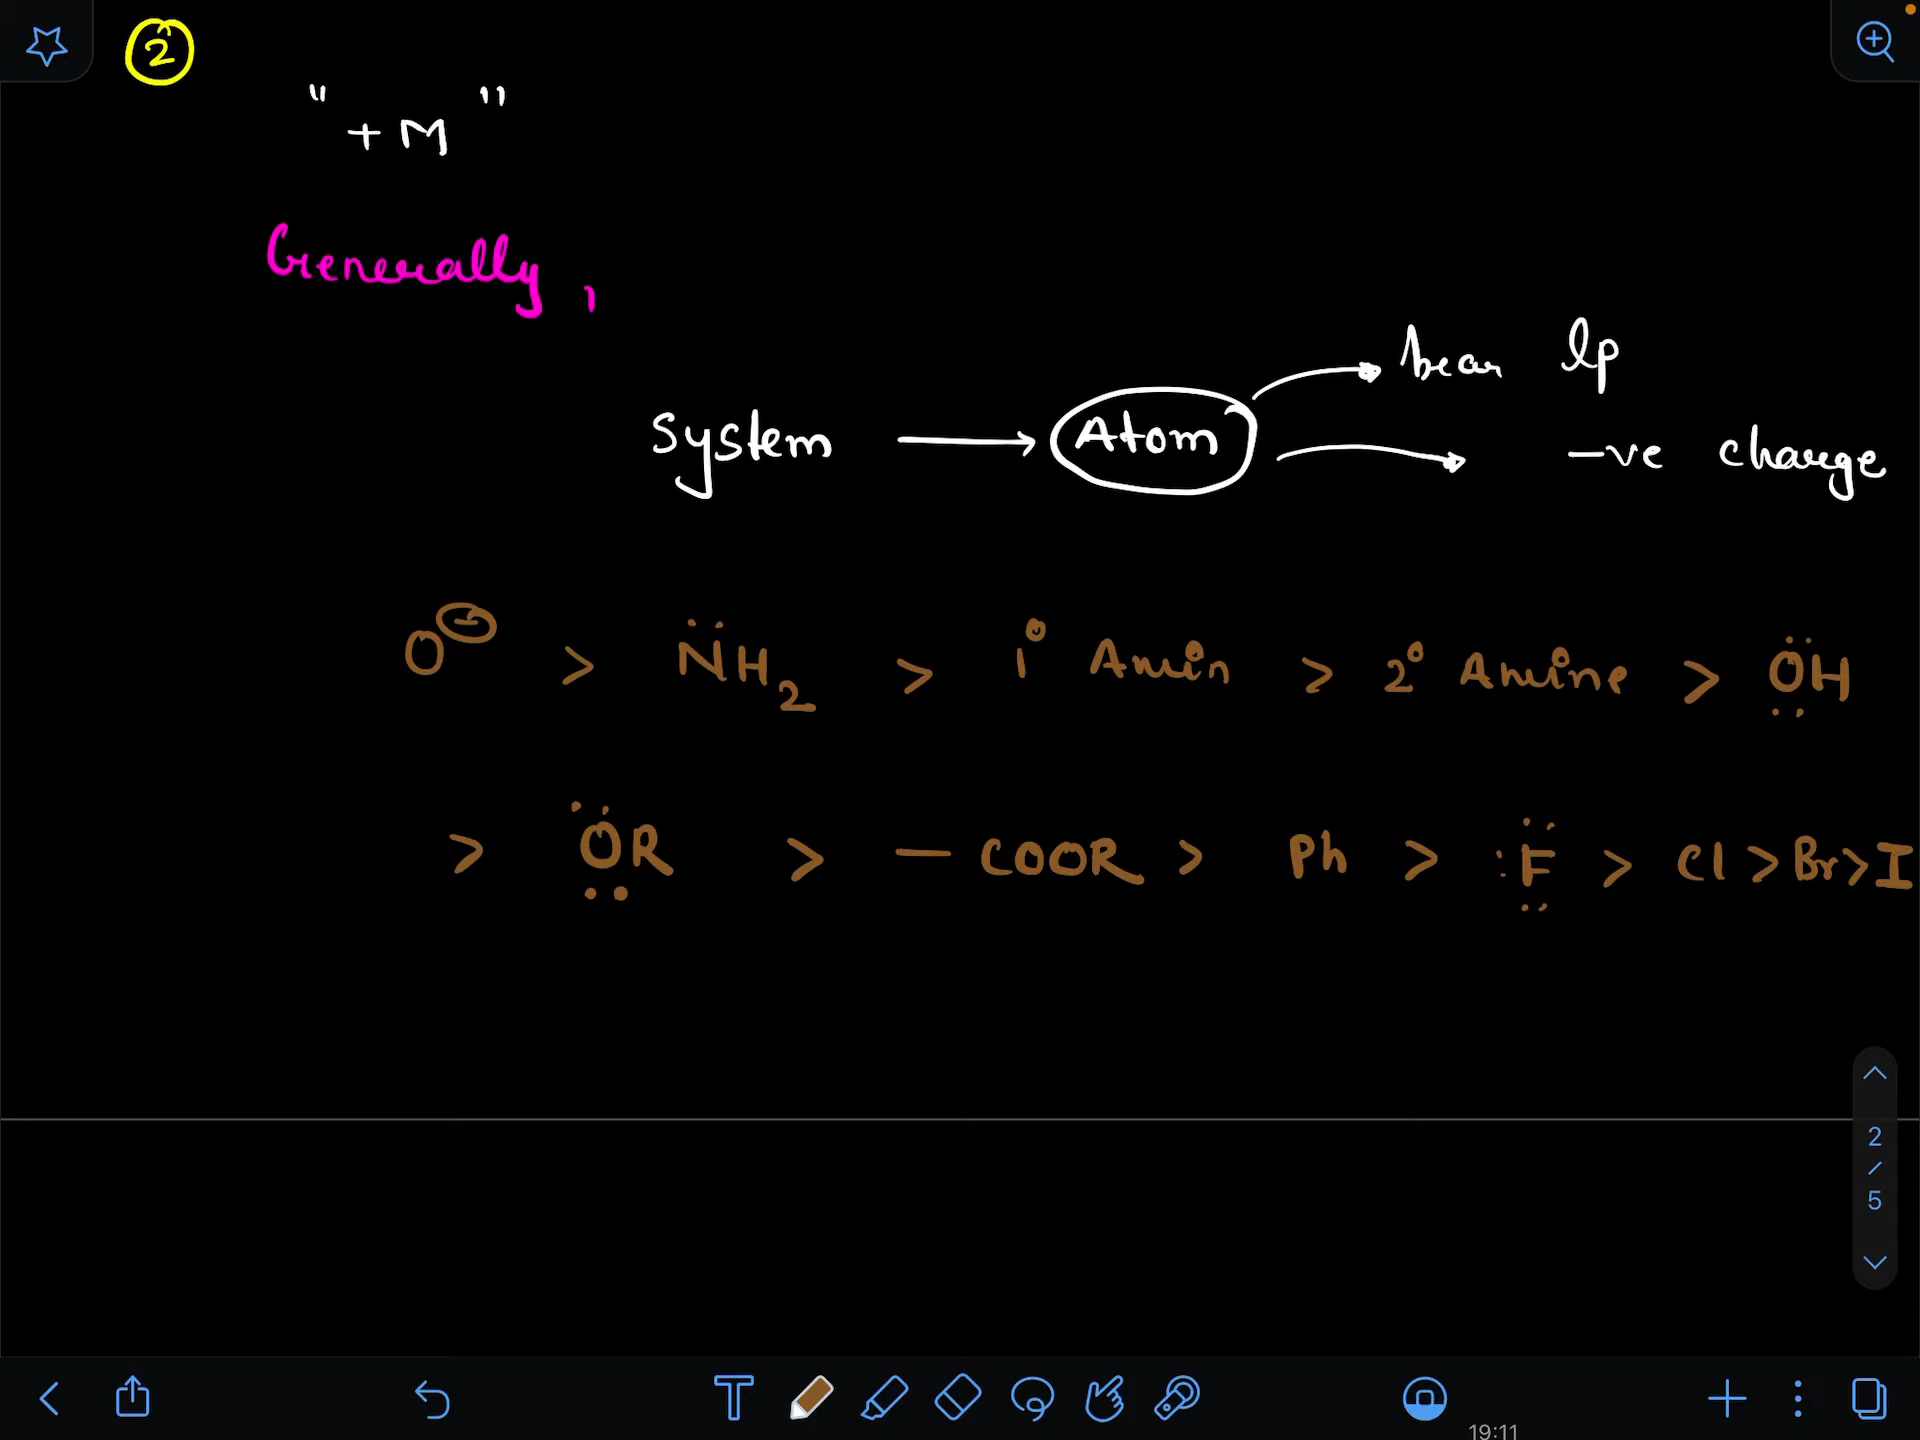 2
"+M"
Generally,
bear lp
System → Atom
-ve charge
O⊖ > N̈H₂ > 1° Amin > 2° Amine > ÖH
> ÖR > -COOR > Ph > :F > Cl > Br > I
2
/
5
19:11